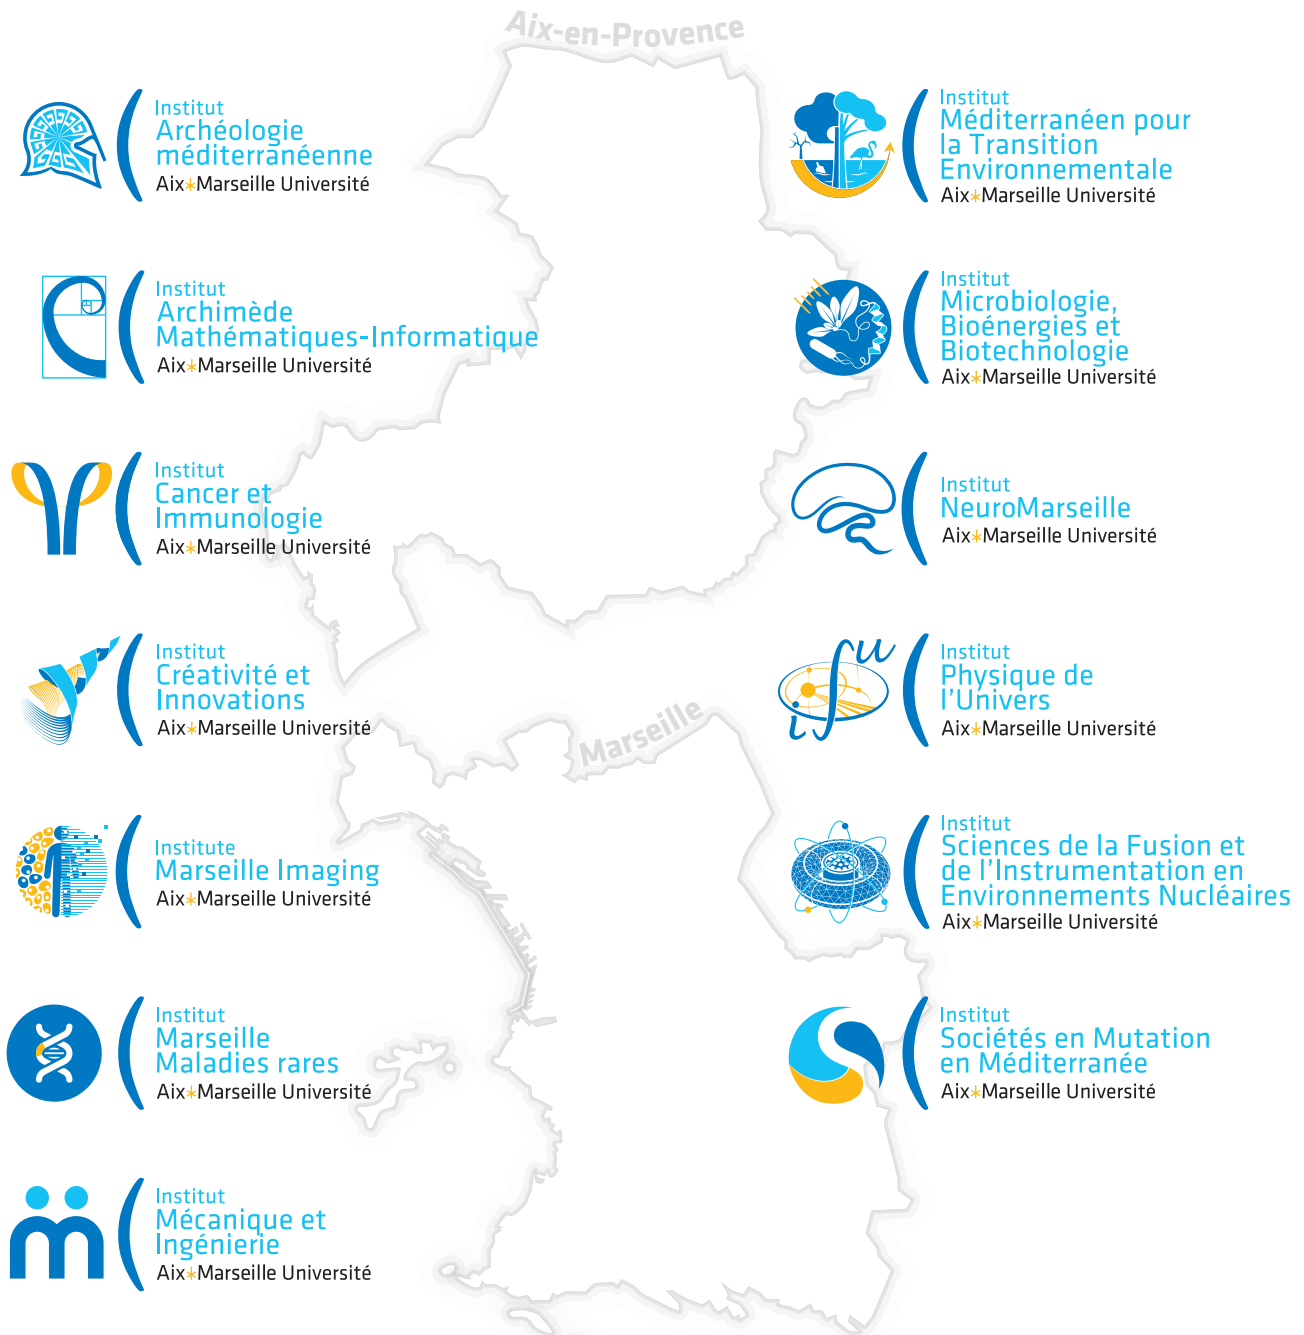 Aix-en-Provence
Institut
Archéologie
méditerranéenne
Aix*Marseille Université
Institut
Archimède
Mathématiques-Informatique
Aix*Marseille Université
Institut
Cancer et
Immunologie
Aix*Marseille Université
Institut
Créativité et
Innovations
Aix*Marseille Université
Institute
Marseille Imaging
Aix*Marseille Université
Institut
Marseille
Maladies rares
Aix*Marseille Université
Institut
Mécanique et
Ingénierie
Aix*Marseille Université
Marseille
Institut
Méditerranéen pour
la Transition
Environnementale
Aix*Marseille Université
Institut
Microbiologie,
Bioénergies et
Biotechnologie
Aix*Marseille Université
Institut
NeuroMarseille
Aix*Marseille Université
ifu
Institut
Physique de
l'Univers
Aix*Marseille Université
Institut
Sciences de la Fusion et
de l'Instrumentation en
Environnements Nucléaires
Aix*Marseille Université
Institut
Sociétés en Mutation
en Méditerranée
Aix*Marseille Université